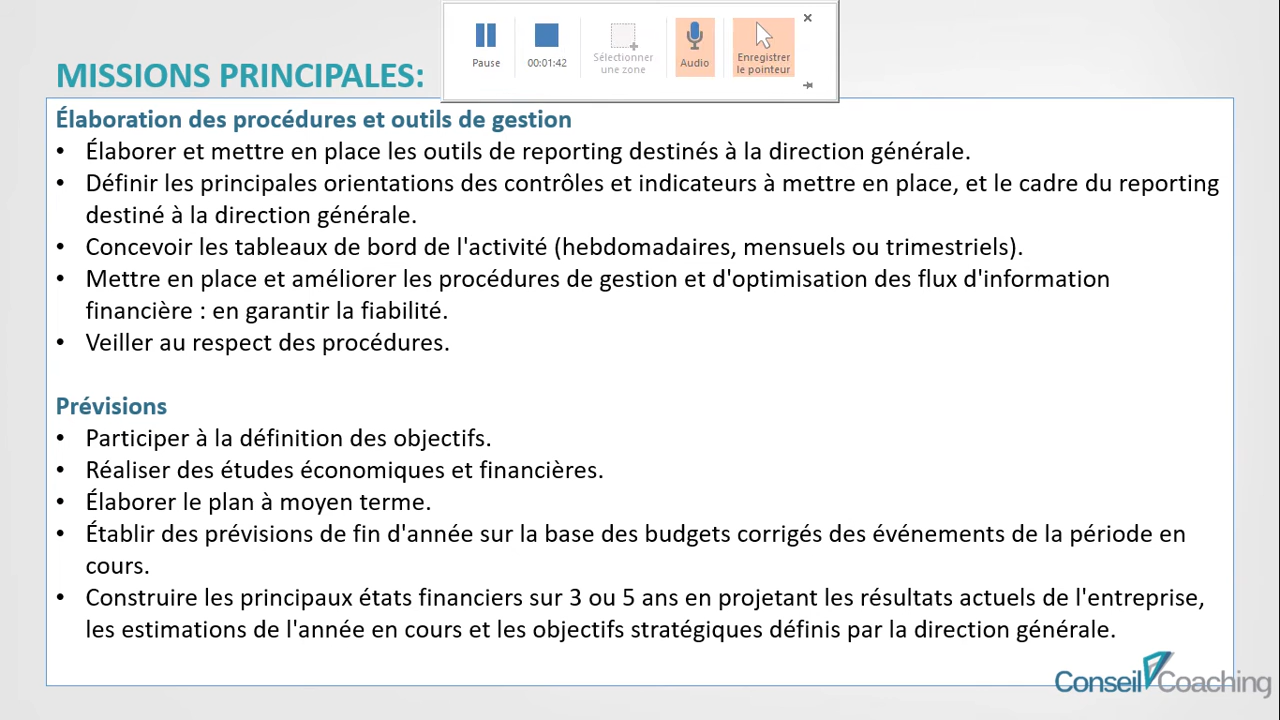 Pause
00:01:42
Sélectionner
une zone
Audio
Enregistrer
le pointeur
MISSIONS PRINCIPALES:
Élaboration des procédures et outils de gestion
• Élaborer et mettre en place les outils de reporting destinés à la direction générale.
• Définir les principales orientations des contrôles et indicateurs à mettre en place, et le cadre du reporting
destiné à la direction générale.
• Concevoir les tableaux de bord de l'activité (hebdomadaires, mensuels ou trimestriels).
• Mettre en place et améliorer les procédures de gestion et d'optimisation des flux d'information
financière : en garantir la fiabilité.
• Veiller au respect des procédures.
Prévisions
• Participer à la définition des objectifs.
• Réaliser des études économiques et financières.
• Élaborer le plan à moyen terme.
• Établir des prévisions de fin d'année sur la base des budgets corrigés des événements de la période en
cours.
• Construire les principaux états financiers sur 3 ou 5 ans en projetant les résultats actuels de l'entreprise,
les estimations de l'année en cours et les objectifs stratégiques définis par la direction générale.
Conseil Coaching